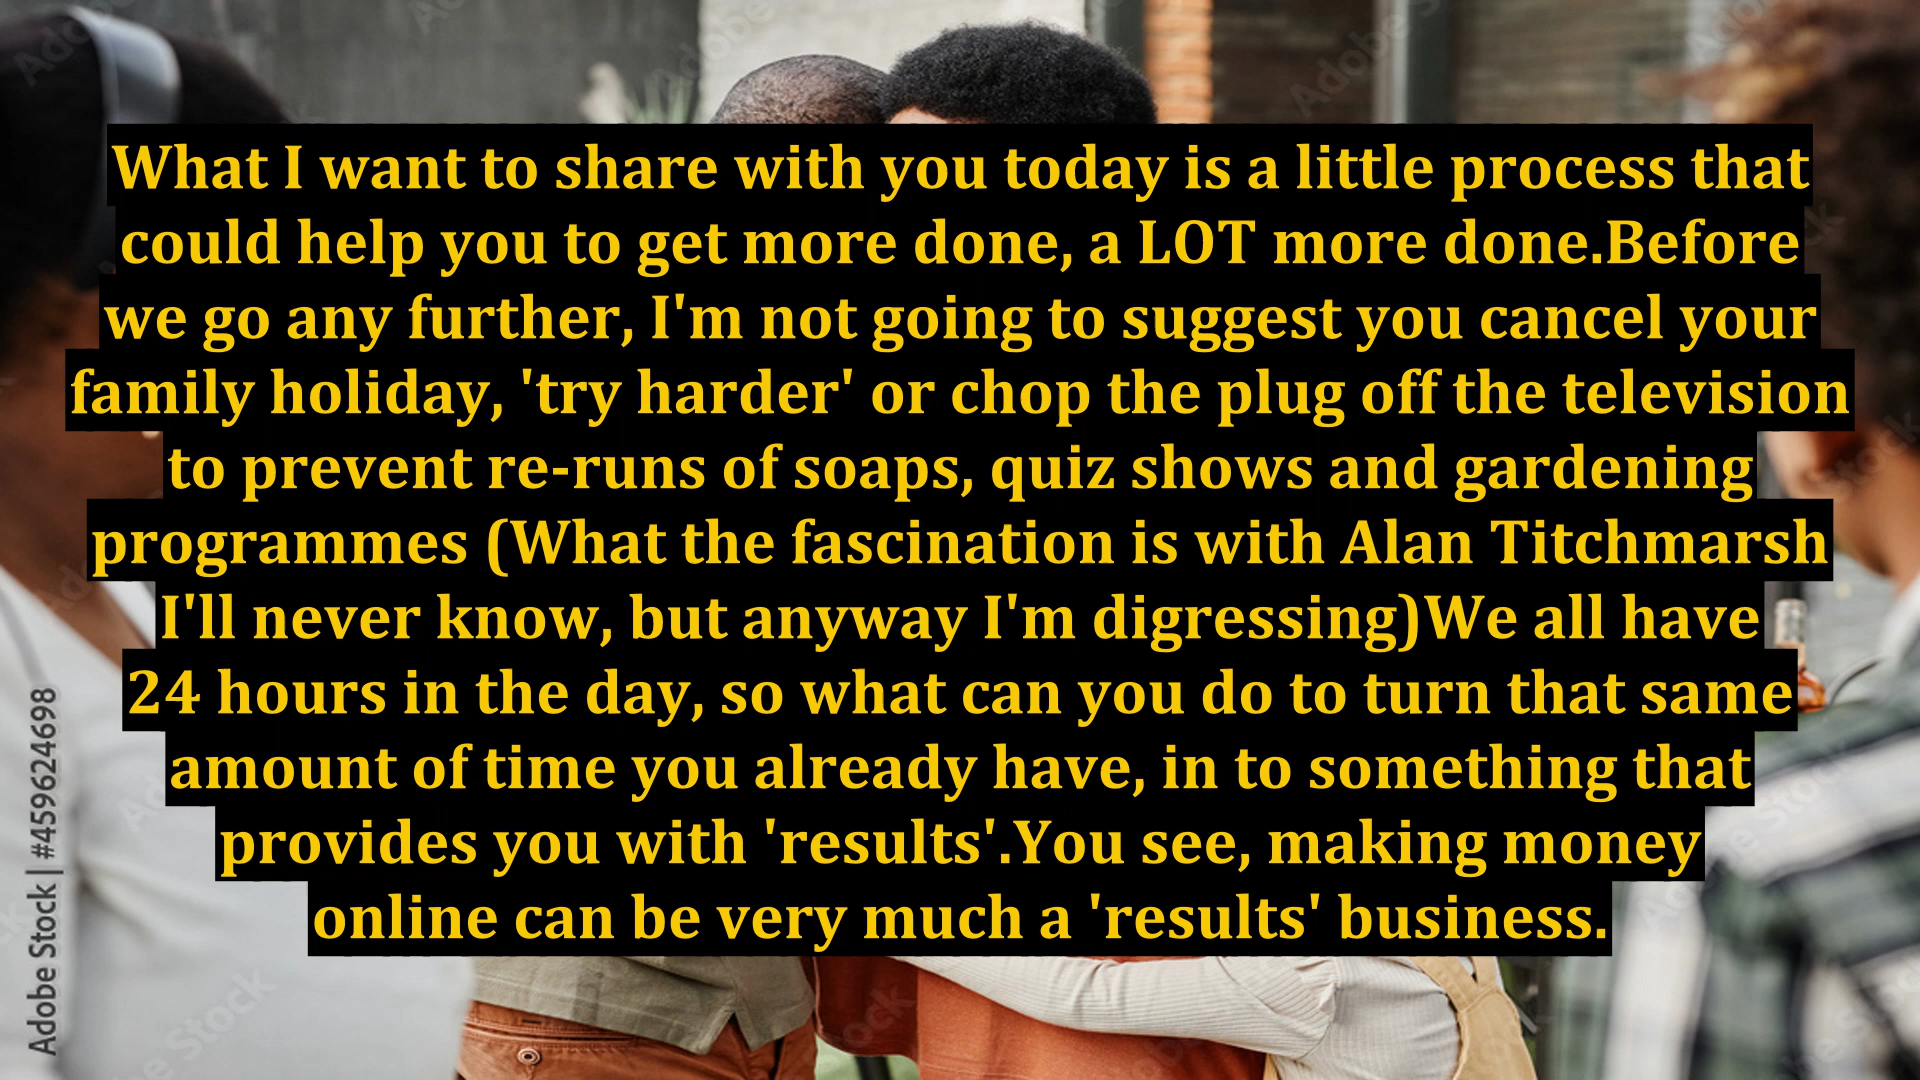 What I want to share with you today is a little process that
could help you to get more done, a LOT more done.Before
we go any further, I'm not going to suggest you cancel your
family holiday, 'try harder' or chop the plug off the television
to prevent re-runs of soaps, quiz shows and gardening
programmes (What the fascination is with Alan Titchmarsh
I'll never know, but anyway I'm digressing)We all have
24 hours in the day, so what can you do to turn that same
amount of time you already have, in to something that
provides you with 'results'.You see, making money
online can be very much a 'results' business.
Adobe Stock | #459624698